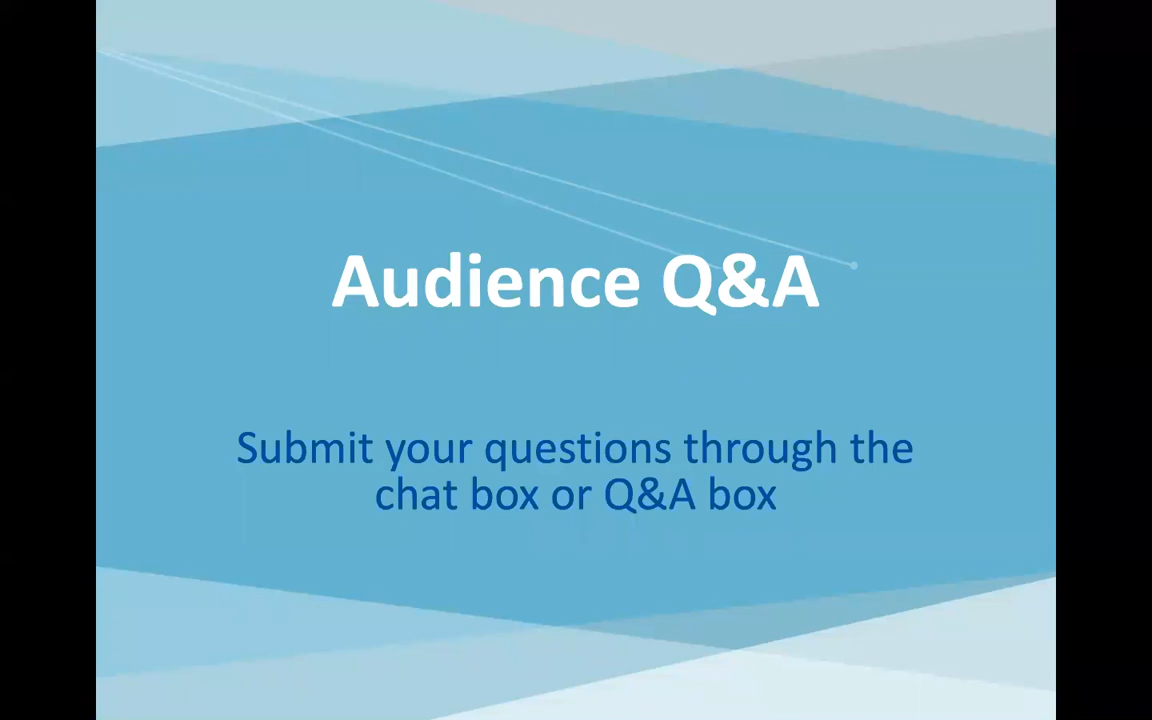 Audience Q&A
Submit your questions through the
chat box or Q&A box